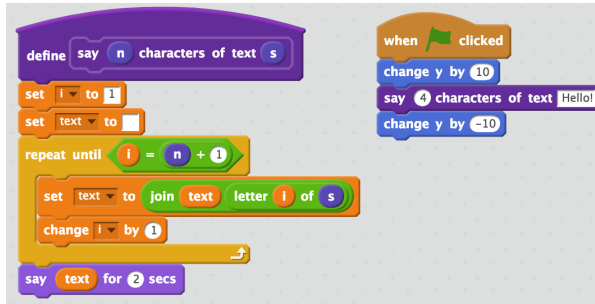 define say n characters of text s
set i to 1
set text to
repeat until i = n + 1
set text to join text letter i of s
change i by 1
say text for 2 secs
when clicked
change y by 10
say 4 characters of text Hello!
change y by -10